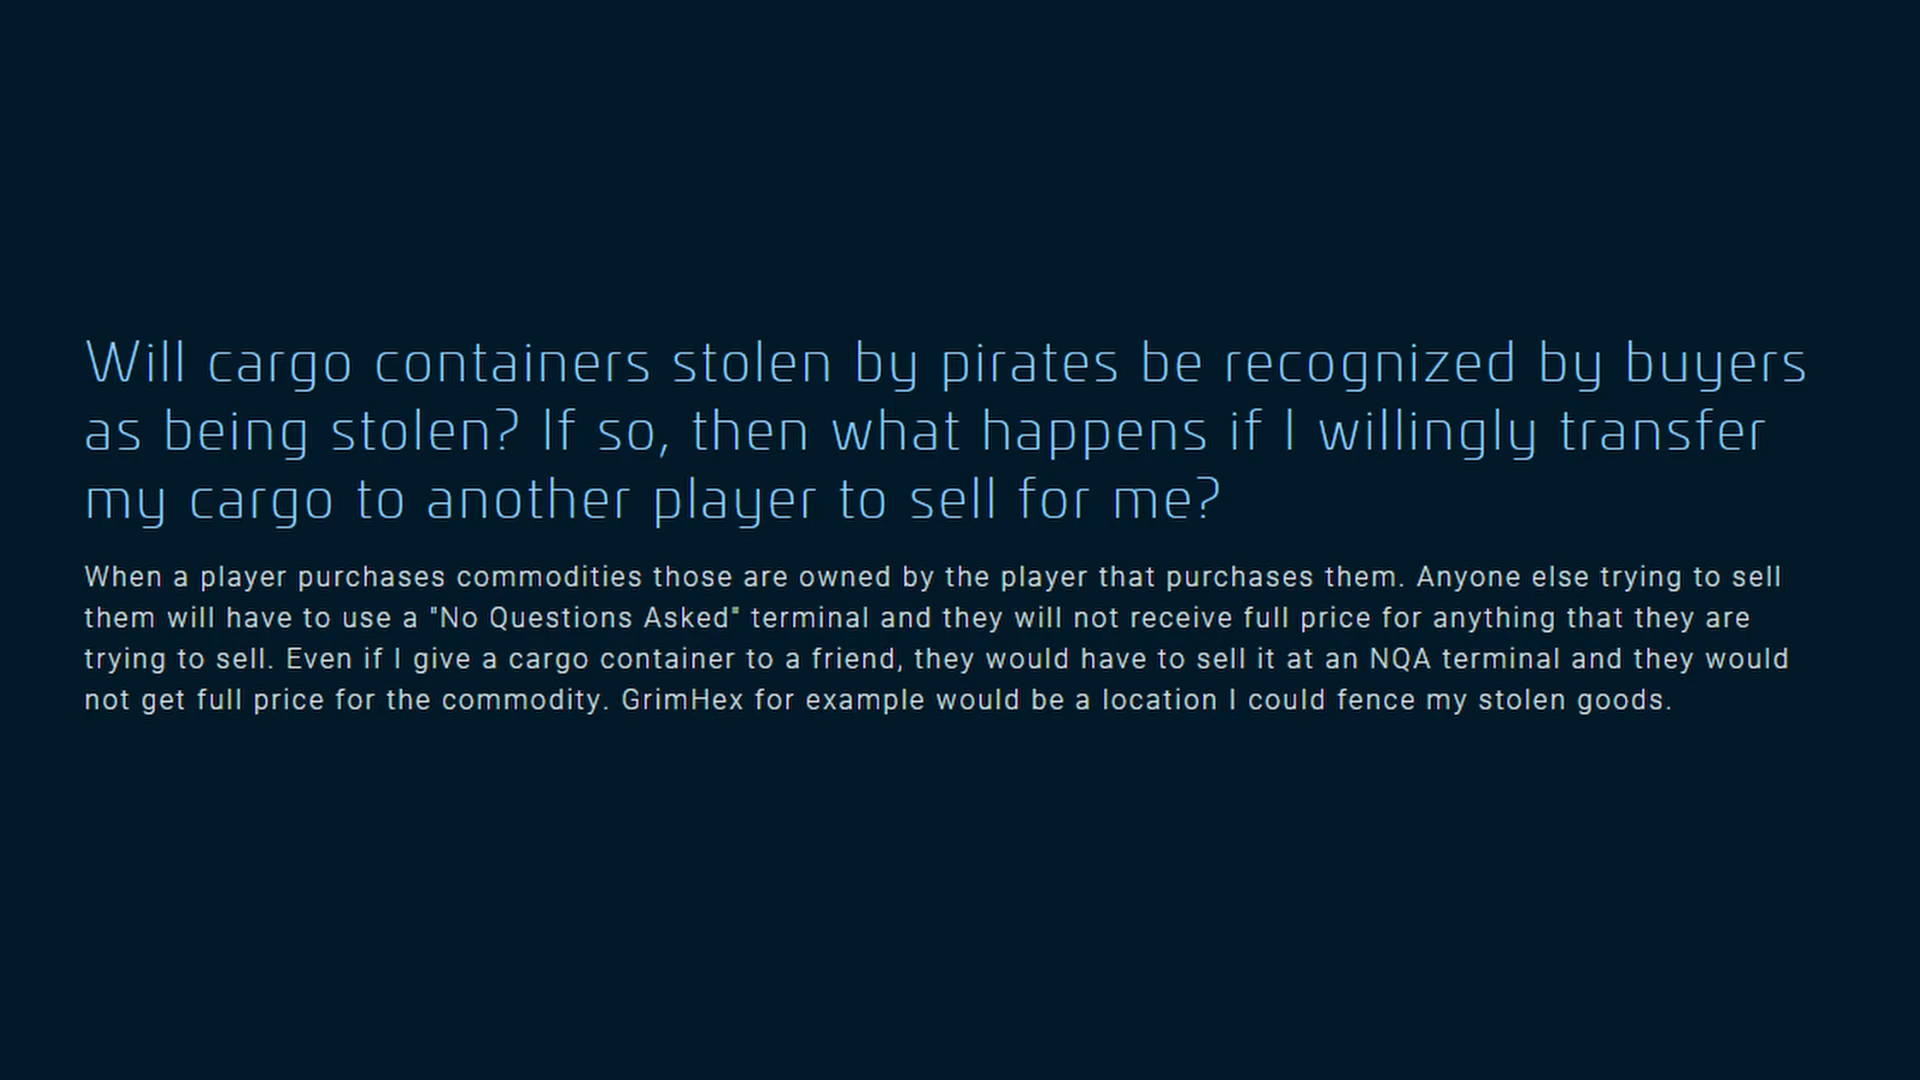 Will cargo containers stolen by pirates be recognized by buyers
as being stolen? If so, then what happens if I willingly transfer
my cargo to another player to sell for me?
When a player purchases commodities those are owned by the player that purchases them. Anyone else trying to sell
them will have to use a "No Questions Asked" terminal and they will not receive full price for anything that they are
trying to sell. Even if I give a cargo container to a friend, they would have to sell it at an NQA terminal and they would
not get full price for the commodity. GrimHex for example would be a location I could fence my stolen goods.